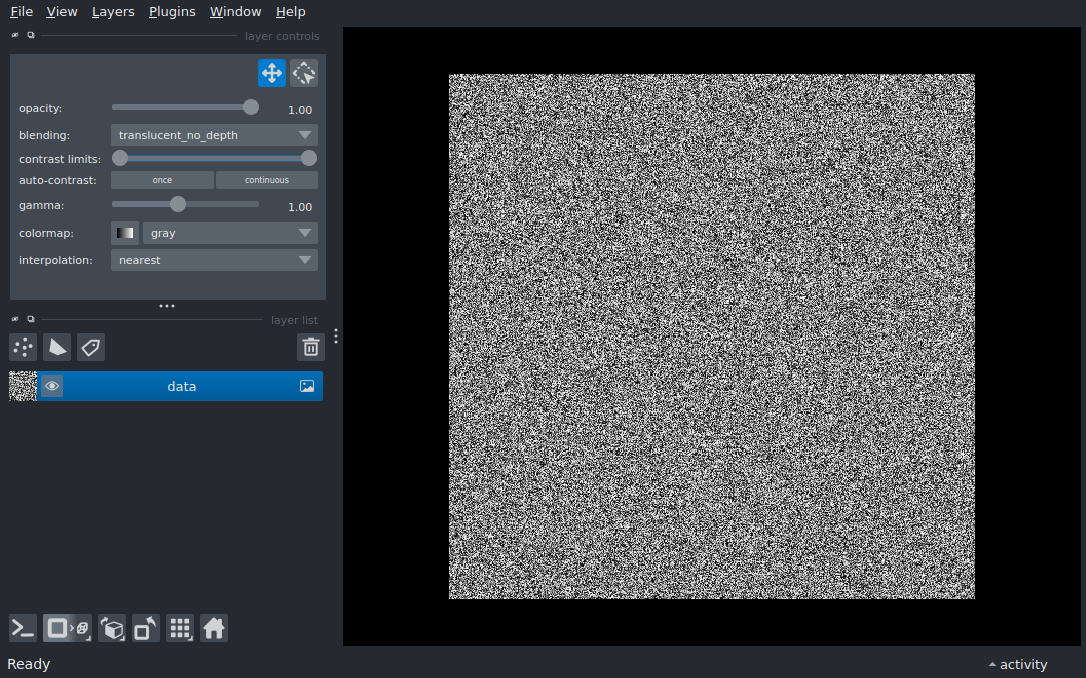 File View Layers Plugins Window Help
layer controls
opacity: 1.00
blending: translucent_no_depth
contrast limits:
auto-contrast: once continuous
gamma: 1.00
colormap: gray
interpolation: nearest
layer list
data
Ready activity